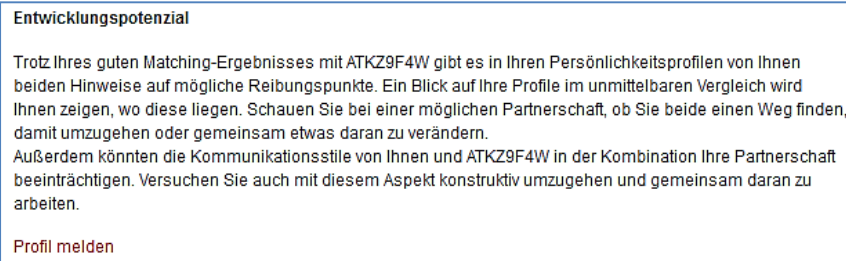 Entwicklungspotenzial
Trotz Ihres guten Matching-Ergebnisses mit ATKZ9F4W gibt es in Ihren Persönlichkeitsprofilen von Ihnen
beiden Hinweise auf mögliche Reibungspunkte. Ein Blick auf Ihre Profile im unmittelbaren Vergleich wird
Ihnen zeigen, wo diese liegen. Schauen Sie bei einer möglichen Partnerschaft, ob Sie beide einen Weg finden,
damit umzugehen oder gemeinsam etwas daran zu verändern.
Außerdem könnten die Kommunikationsstile von Ihnen und ATKZ9F4W in der Kombination Ihre Partnerschaft
beeinträchtigen. Versuchen Sie auch mit diesem Aspekt konstruktiv umzugehen und gemeinsam daran zu
arbeiten.
Profil melden